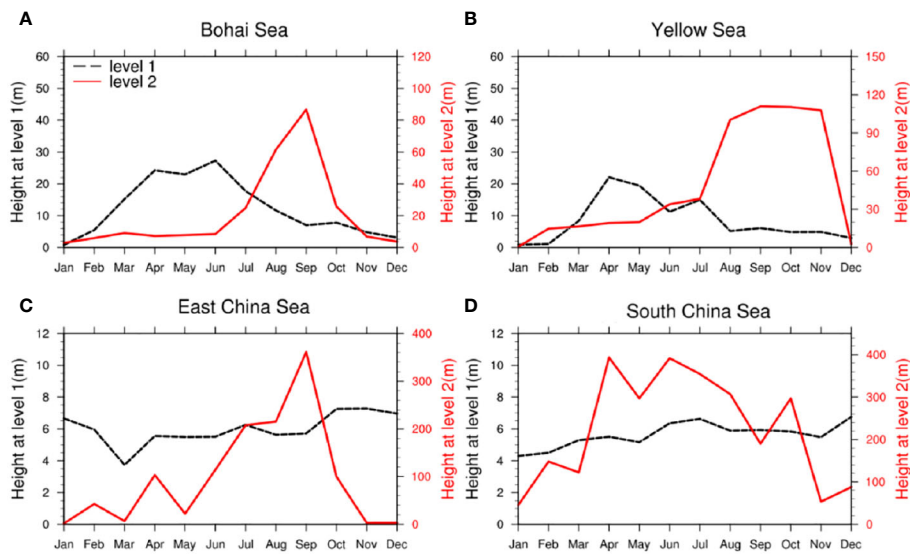 A
Bohai Sea
Height at level 1(m)
60
50
40
30
20
10
0
level 1
level 2
120
100
80
60
40
20
0
Height at level 2(m)
Jan Feb Mar Apr May Jun Jul Aug Sep Oct Nov Dec
B
Yellow Sea
Height at level 1(m)
60
50
40
30
20
10
0
150
120
90
60
30
0
Height at level 2(m)
Jan Feb Mar Apr May Jun Jul Aug Sep Oct Nov Dec
C
East China Sea
Height at level 1(m)
12
10
8
6
4
2
0
400
300
200
100
0
Height at level 2(m)
Jan Feb Mar Apr May Jun Jul Aug Sep Oct Nov Dec
D
South China Sea
Height at level 1(m)
12
10
8
6
4
2
0
400
300
200
100
0
Height at level 2(m)
Jan Feb Mar Apr May Jun Jul Aug Sep Oct Nov Dec